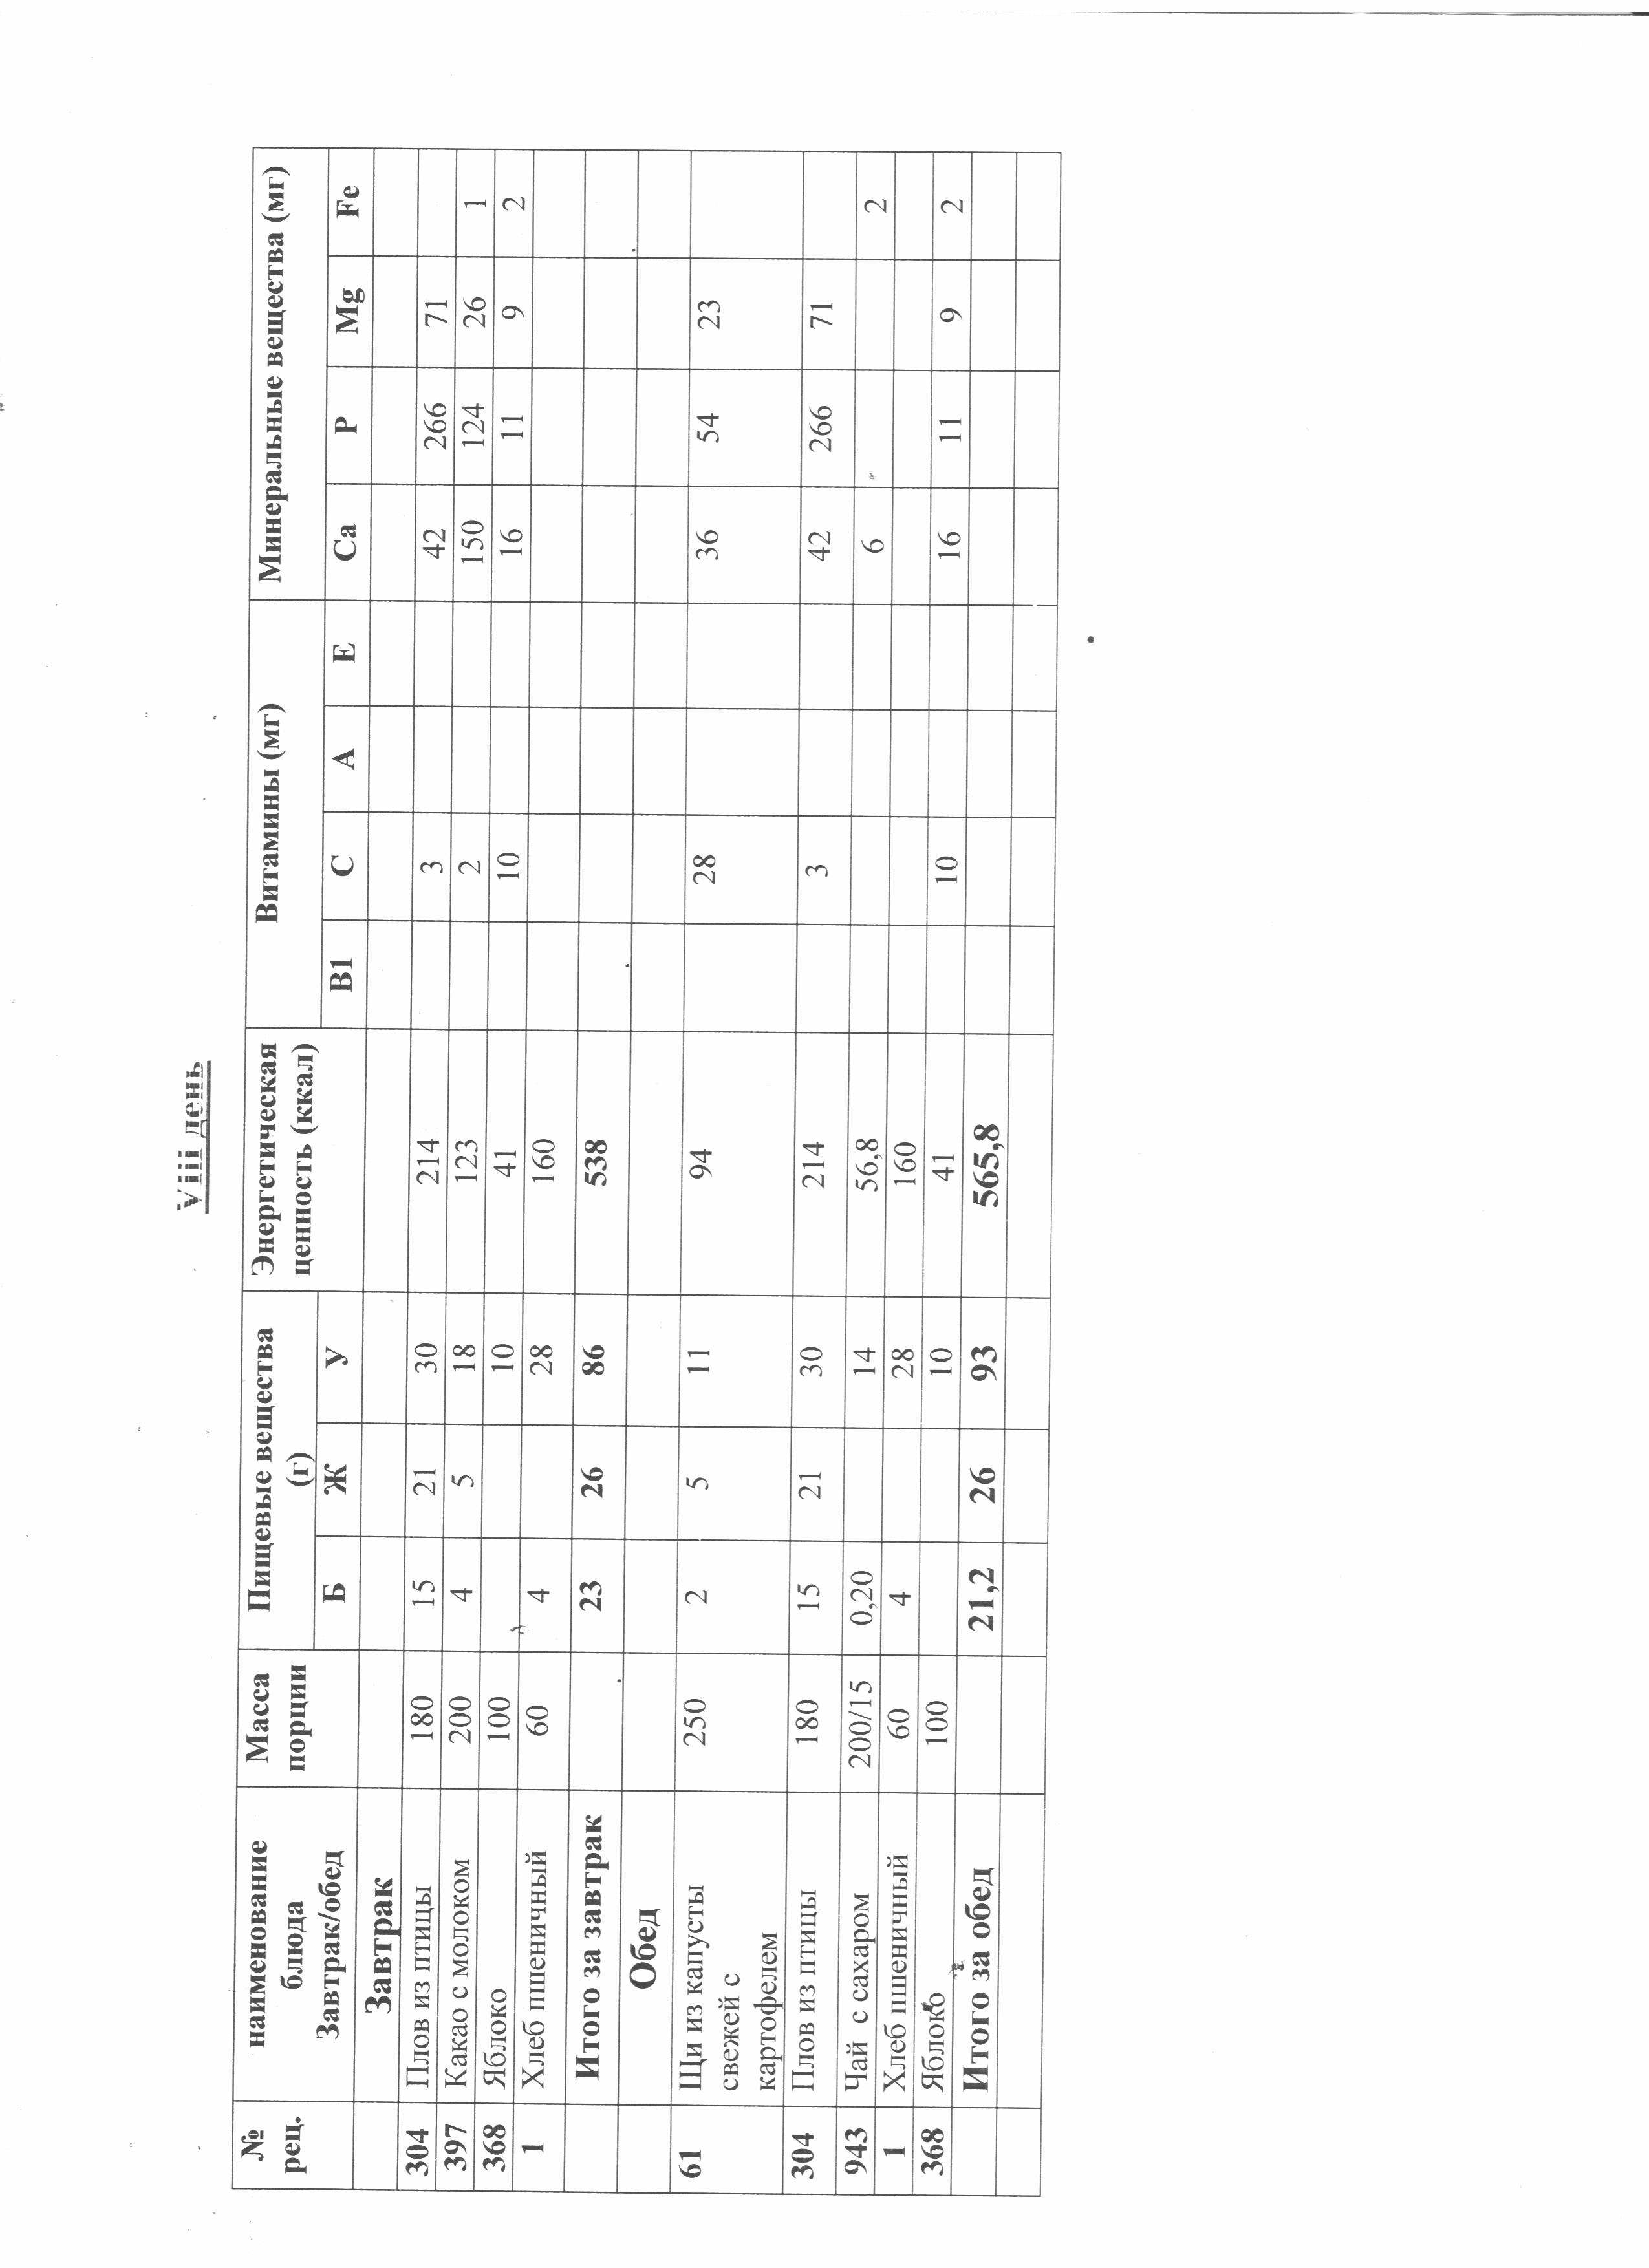 Viii день
№ рец. наименование блюда Завтрак/обед Масса порции Пищевые вещества (г) Энергетическая ценность (ккал) Витамины (мг) Минеральные вещества (мг)
Б Ж У В1 С А Е Са Р Mg Fe
Завтрак
304 Плов из птицы 180 15 21 30 214 3 42 266 71
397 Какао с молоком 200 4 5 18 123 2 150 124 26 1
368 Яблоко 100 10 41 10 16 11 9 2
1 Хлеб пшеничный 60 4 28 160
Итого за завтрак 23 26 86 538
Обед
61 Щи из капусты 250 2 5 11 94 28 36 54 23
свежей с
картофелем
304 Плов из птицы 180 15 21 30 214 3 42 266 71
943 Чай с сахаром 200/15 0,20 14 56,8 6 2
1 Хлеб пшеничный 60 4 28 160
368 Яблоко 100 10 41 10 16 11 9 2
Итого за обед 21,2 26 93 565,8